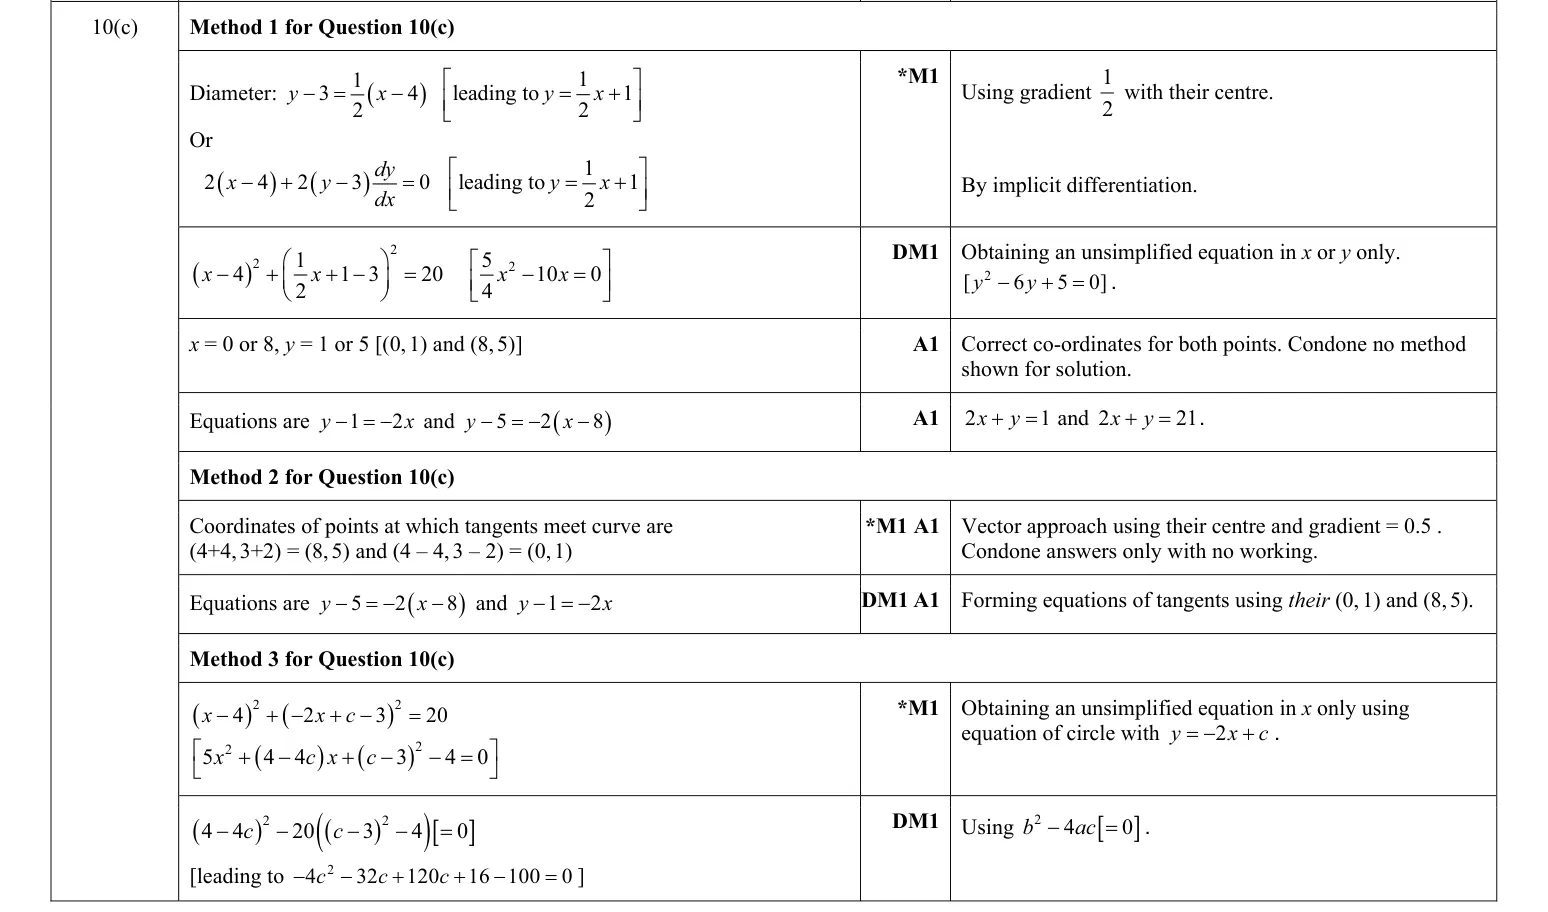 10(c) Method 1 for Question 10(c)
Diameter: y − 3 = 1/2 (x − 4) [leading to y = 1/2 x + 1] *M1 Using gradient 1/2 with their centre.
Or
2(x − 4) + 2(y − 3) dy/dx = 0 [leading to y = 1/2 x + 1] By implicit differentiation.
(x − 4)² + (1/2 x + 1 − 3)² = 20 [5/4 x² − 10x = 0] DM1 Obtaining an unsimplified equation in x or y only.
[y² − 6y + 5 = 0] .
x = 0 or 8, y = 1 or 5 [(0, 1) and (8, 5)] A1 Correct co-ordinates for both points. Condone no method
shown for solution.
Equations are y − 1 = −2x and y − 5 = −2(x − 8) A1 2x + y = 1 and 2x + y = 21.
Method 2 for Question 10(c)
Coordinates of points at which tangents meet curve are *M1 A1 Vector approach using their centre and gradient = 0.5 .
(4+4, 3+2) = (8, 5) and (4 – 4, 3 – 2) = (0, 1) Condone answers only with no working.
Equations are y − 5 = −2(x − 8) and y − 1 = −2x DM1 A1 Forming equations of tangents using their (0, 1) and (8, 5).
Method 3 for Question 10(c)
(x − 4)² + (−2x + c − 3)² = 20 *M1 Obtaining an unsimplified equation in x only using
equation of circle with y = −2x + c .
[5x² + (4 − 4c)x + (c − 3)² − 4 = 0]
(4 − 4c)² − 20((c − 3)² − 4)[= 0] DM1 Using b² − 4ac[= 0] .
[leading to −4c² − 32c + 120c + 16 − 100 = 0 ]